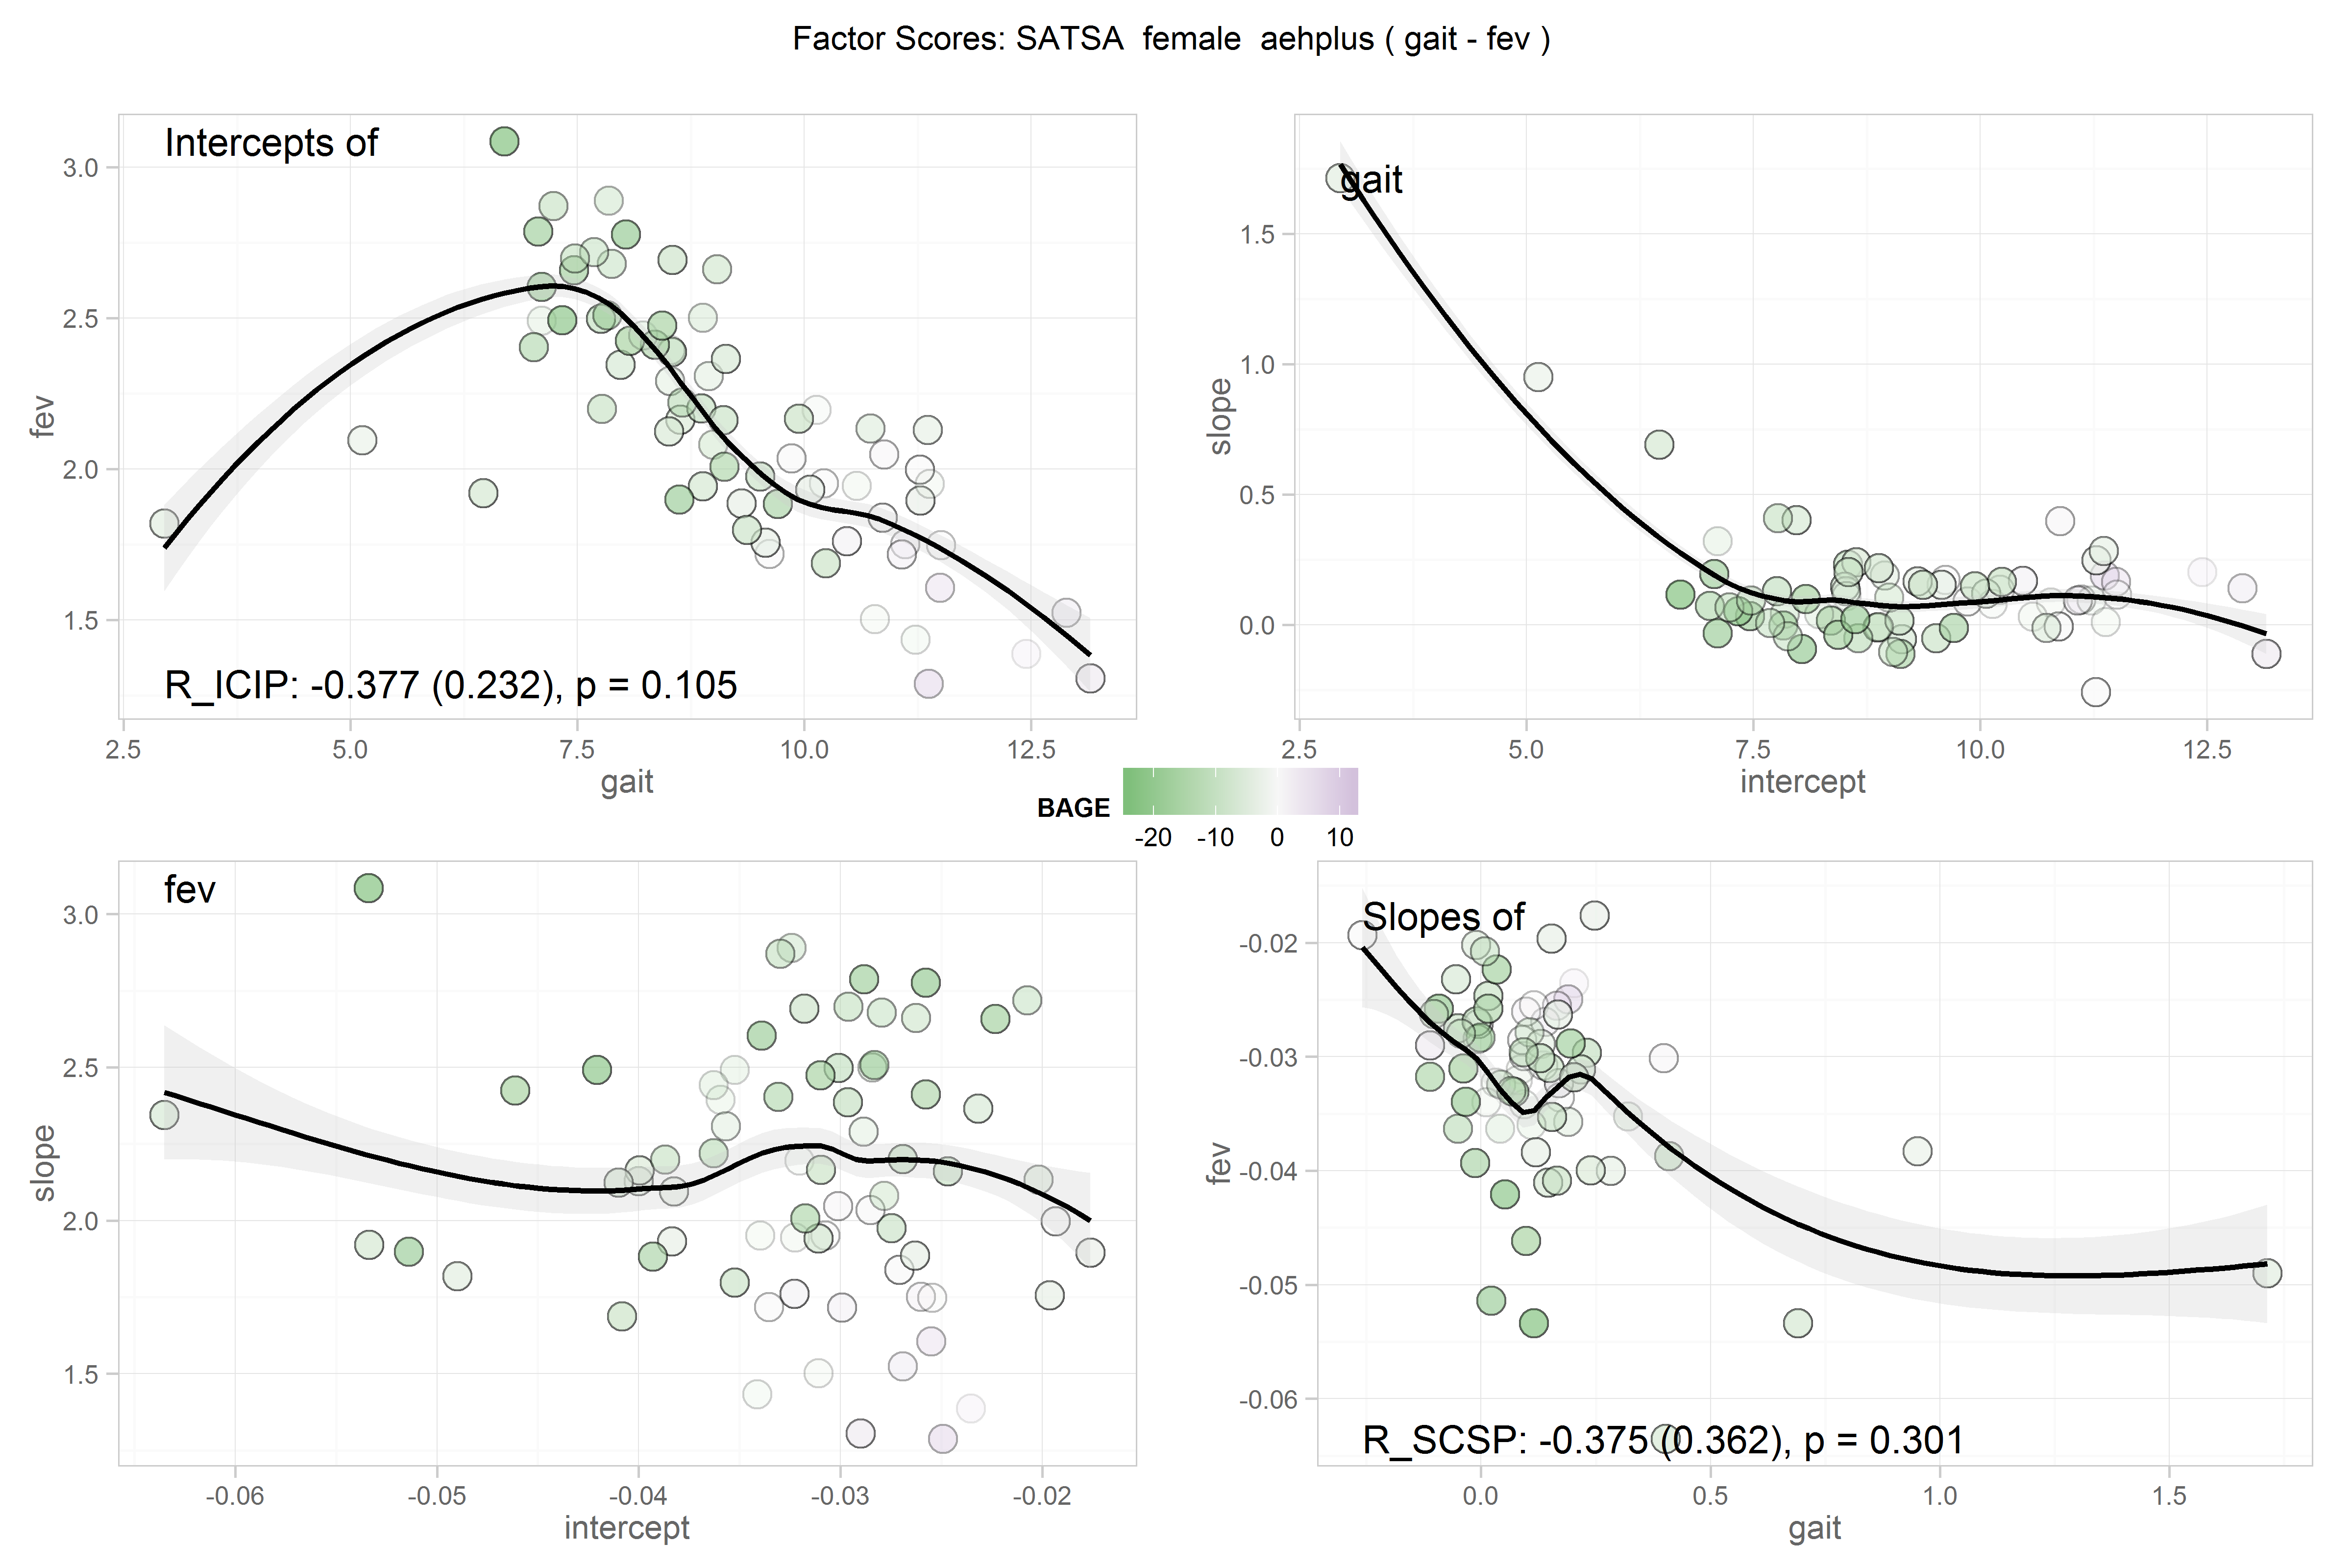 Factor Scores: SATSA female aehplus ( gait - fev )
Intercepts of
3.0
2.5
2.0
1.5
fev
R_ICIP: -0.377 (0.232), p = 0.105
2.5 5.0 7.5 10.0 12.5
gait
gait
1.5
1.0
0.5
0.0
slope
2.5 5.0 7.5 10.0 12.5
intercept
BAGE
-20 -10 0 10
fev
3.0
2.5
2.0
1.5
slope
-0.06 -0.05 -0.04 -0.03 -0.02
intercept
Slopes of
-0.02
-0.03
-0.04
-0.05
-0.06
fev
R_SCSP: -0.375 (0.362), p = 0.301
0.0 0.5 1.0 1.5
gait